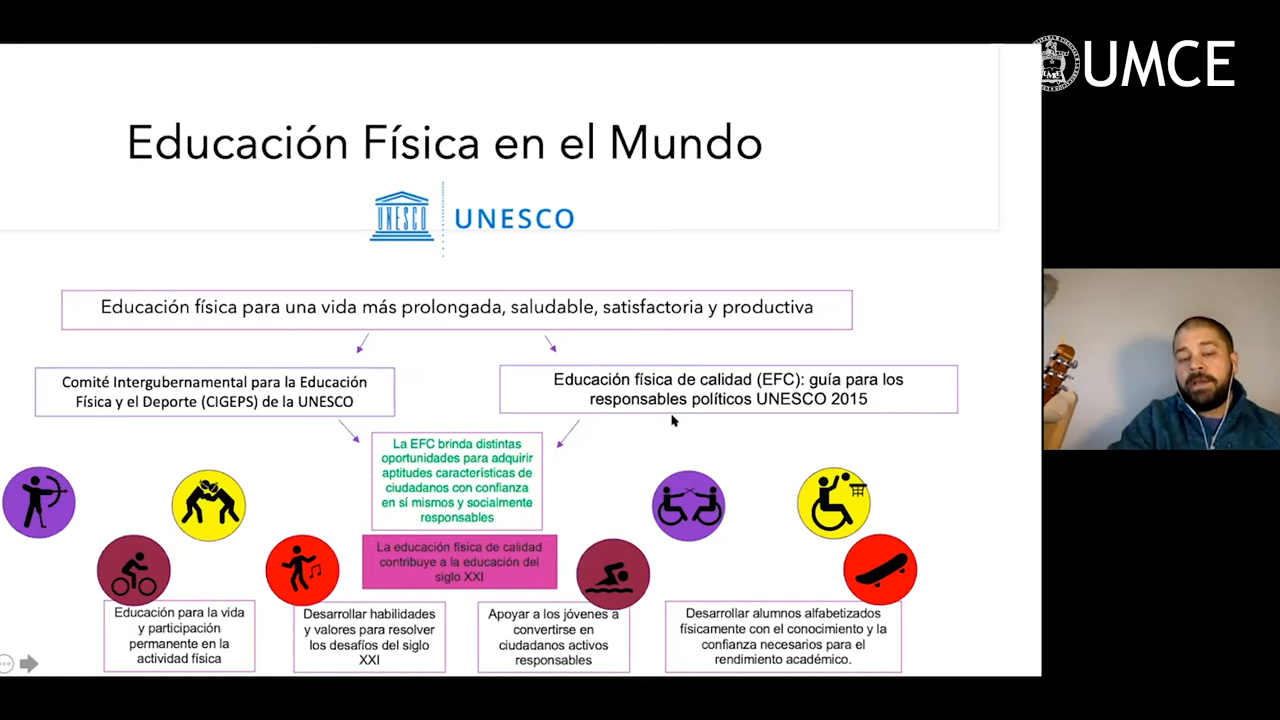 UMCE
Educación Física en el Mundo
UNESCO
UNESCO
Educación física para una vida más prolongada, saludable, satisfactoria y productiva
Comité Intergubernamental para la Educación
Física y el Deporte (CIGEPS) de la UNESCO
Educación física de calidad (EFC): guía para los
responsables políticos UNESCO 2015
La EFC brinda distintas
oportunidades para adquirir
aptitudes características de
ciudadanos con confianza
en sí mismos y socialmente
responsables
La educación física de calidad
contribuye a la educación del
siglo XXI
Educación para la vida
y participación
permanente en la
actividad física
Desarrollar habilidades
y valores para resolver
los desafíos del siglo
XXI
Apoyar a los jóvenes a
convertirse en
ciudadanos activos
responsables
Desarrollar alumnos alfabetizados
físicamente con el conocimiento y la
confianza necesarios para el
rendimiento académico.